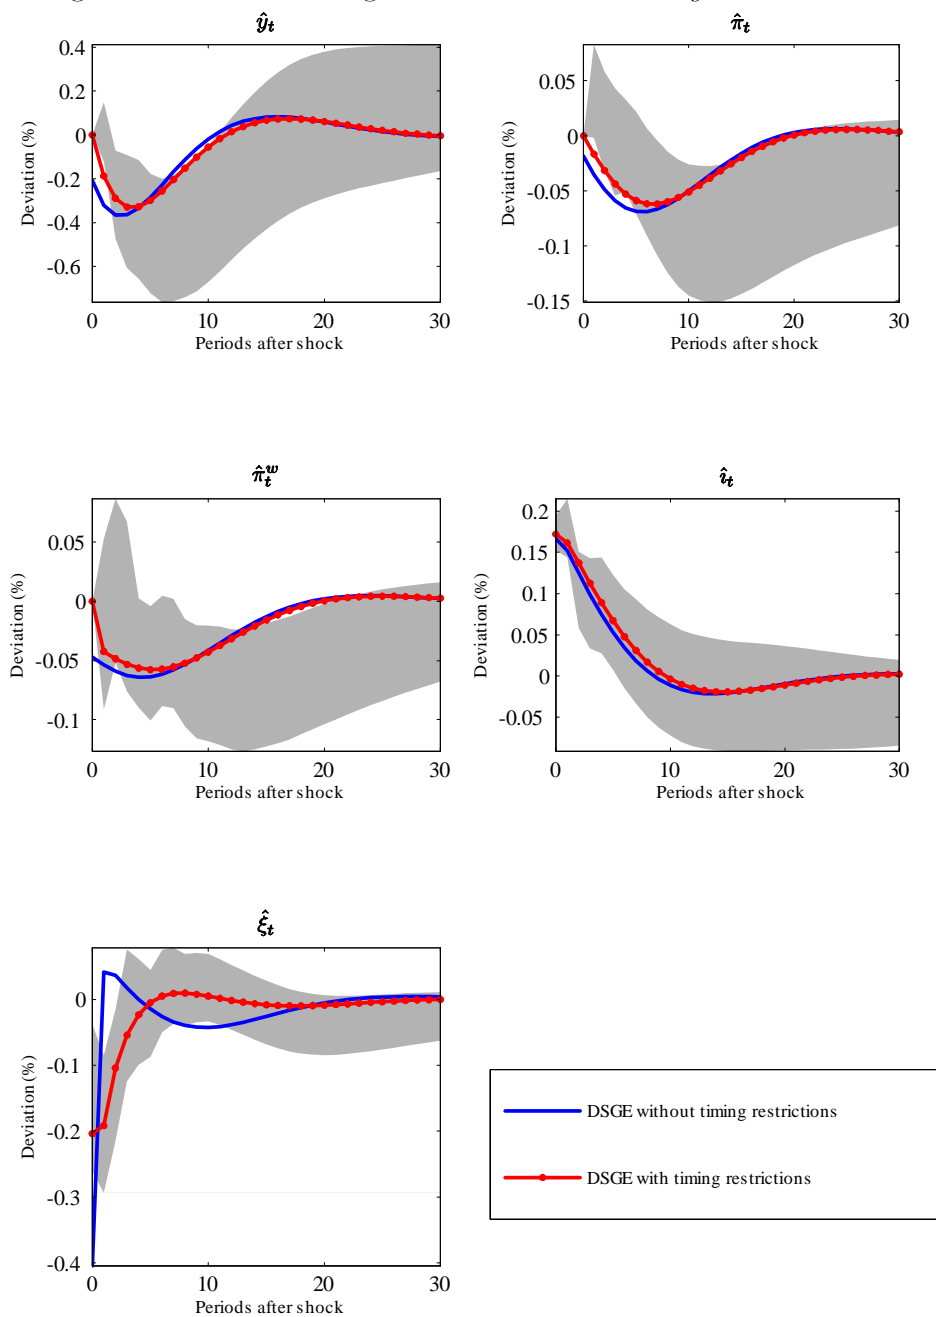 ŷ_t
0.4
0.2
0
-0.2
-0.4
-0.6
Deviation (%)
0 10 20 30
Periods after shock
π̂_t
0.05
0
-0.05
-0.1
-0.15
Deviation (%)
0 10 20 30
Periods after shock
π̂_t^w
0.05
0
-0.05
-0.1
Deviation (%)
0 10 20 30
Periods after shock
î_t
0.2
0.15
0.1
0.05
0
-0.05
Deviation (%)
0 10 20 30
Periods after shock
ξ̂_t
0
-0.1
-0.2
-0.3
-0.4
Deviation (%)
0 10 20 30
Periods after shock
DSGE without timing restrictions
DSGE with timing restrictions